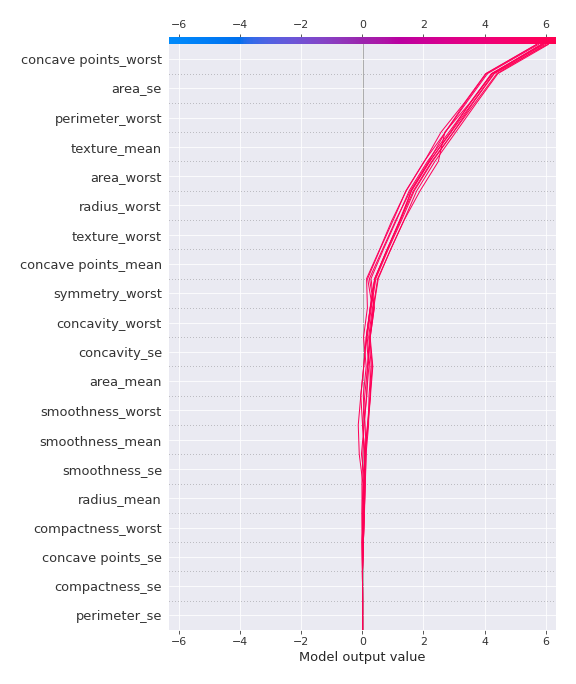 −6 −4 −2 0 2 4 6
concave points_worst
area_se
perimeter_worst
texture_mean
area_worst
radius_worst
texture_worst
concave points_mean
symmetry_worst
concavity_worst
concavity_se
area_mean
smoothness_worst
smoothness_mean
smoothness_se
radius_mean
compactness_worst
concave points_se
compactness_se
perimeter_se
−6 −4 −2 0 2 4 6
Model output value